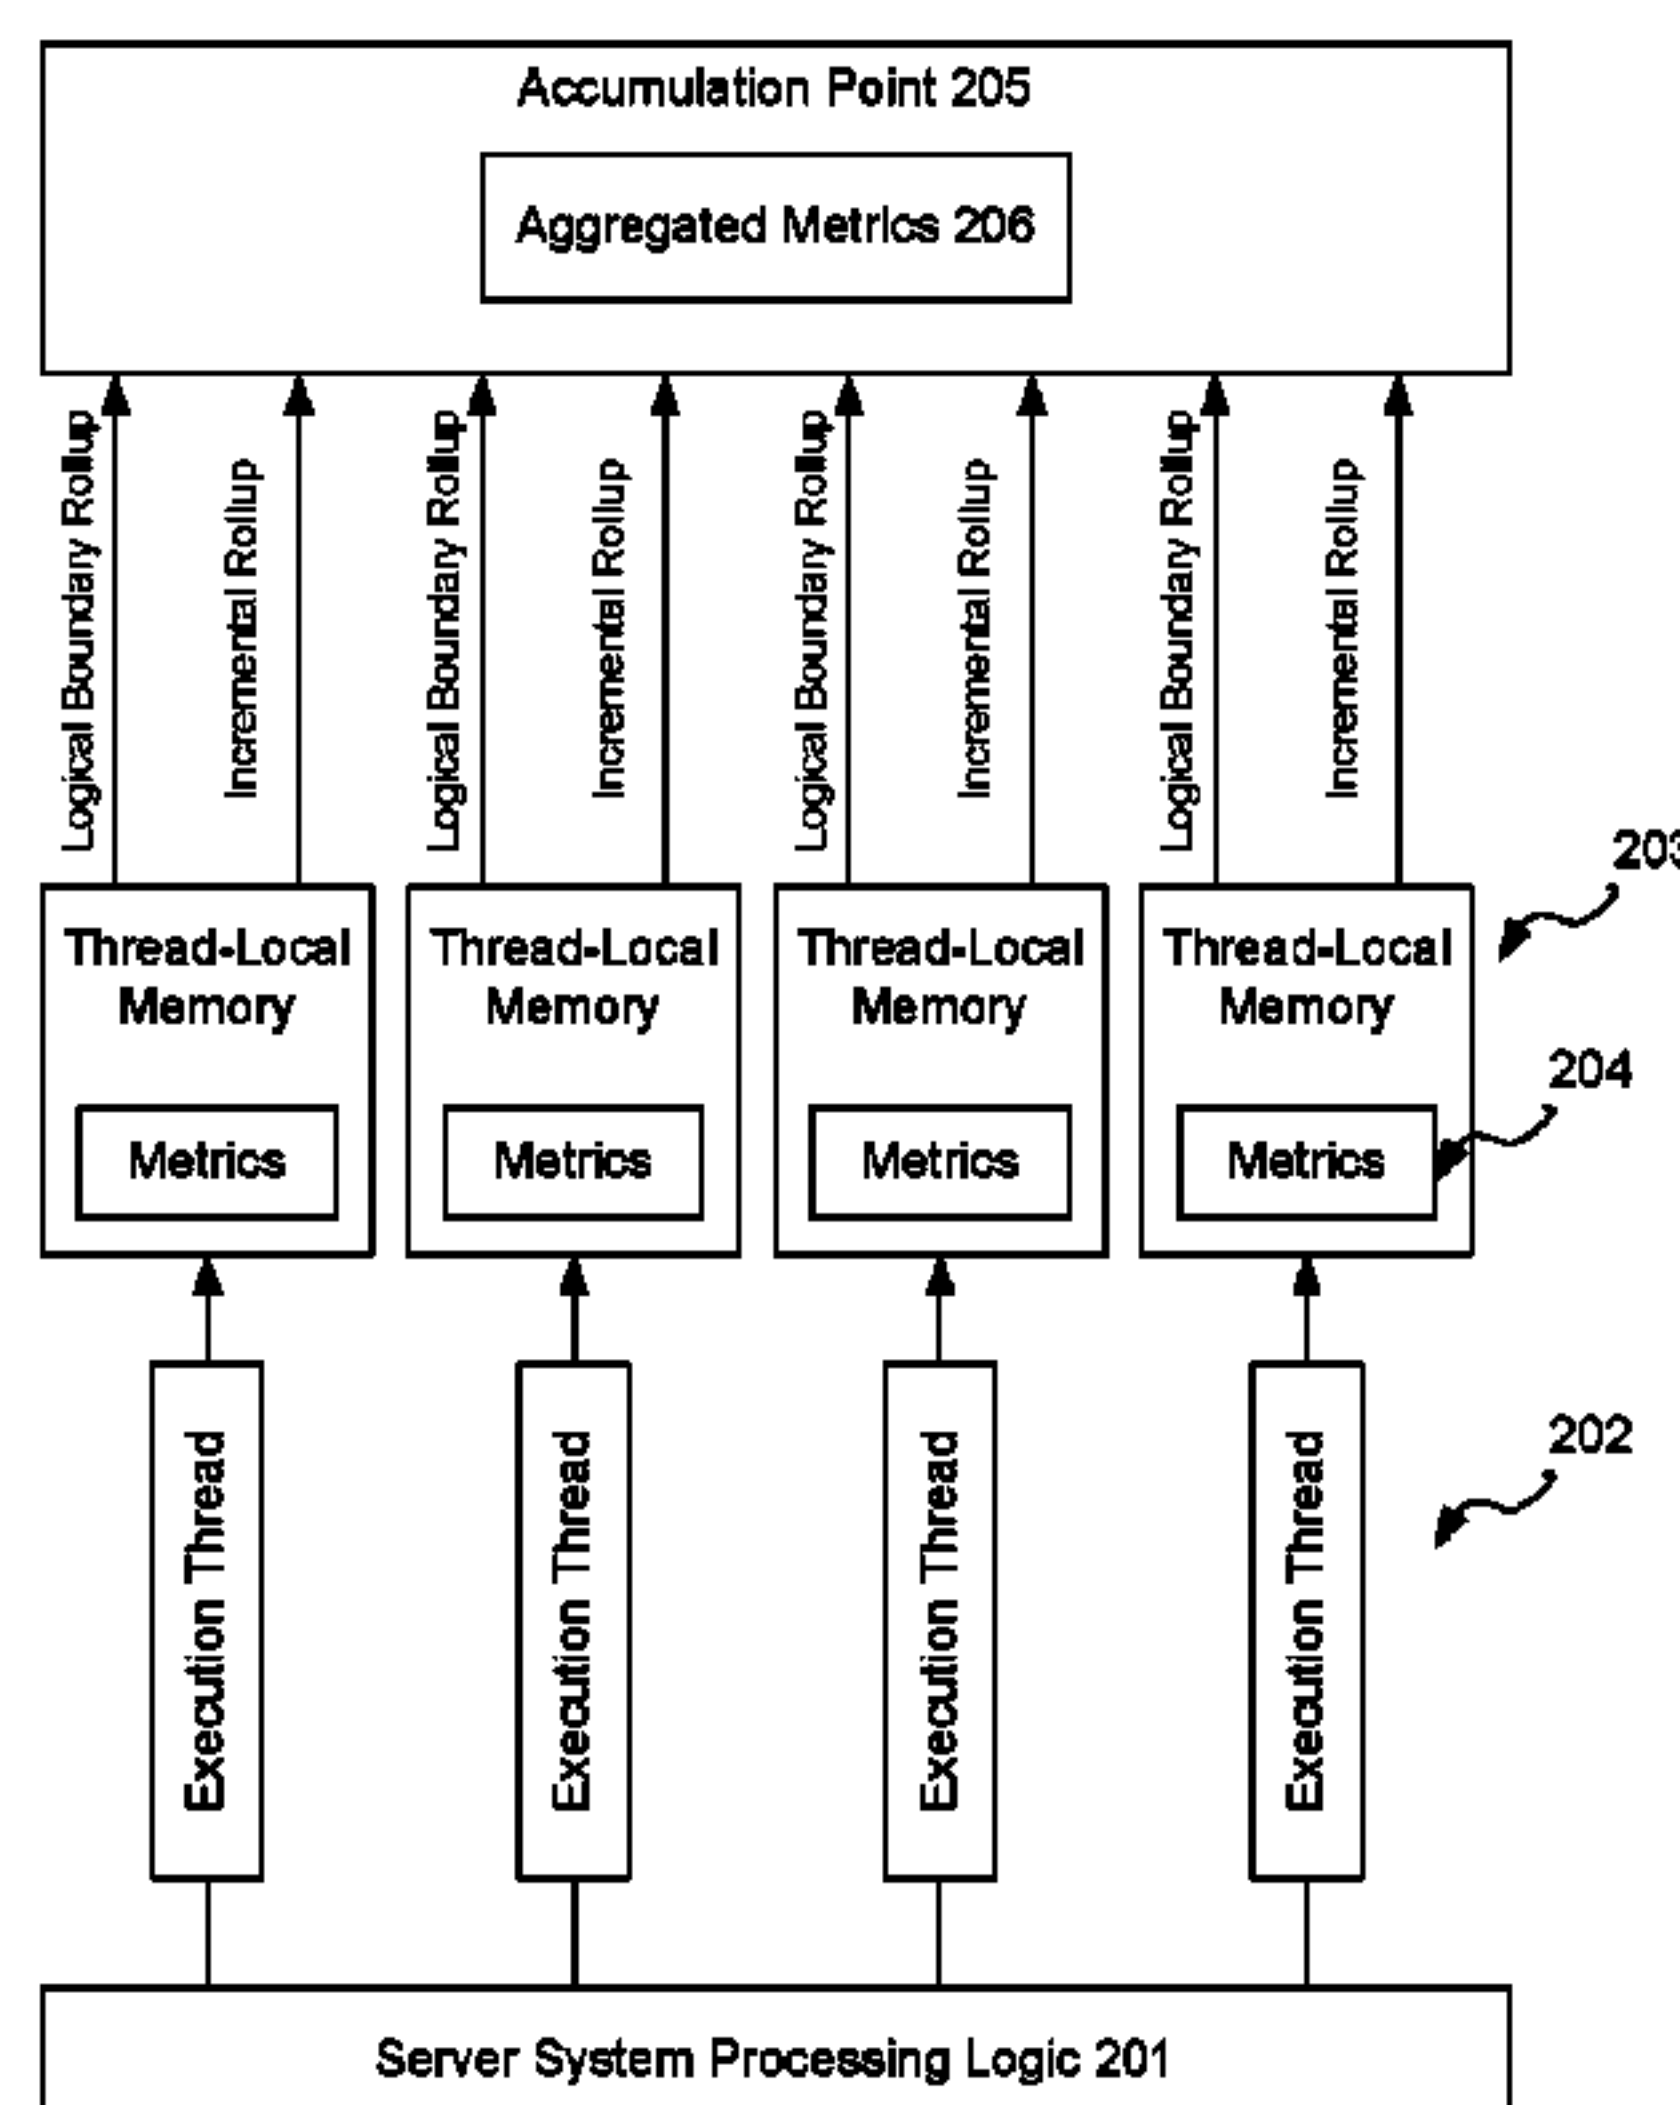 Accumulation Point 205
Aggregated Metrics 206
Logical Boundary Rollup
Incremental Rollup
Logical Boundary Rollup
Incremental Rollup
Logical Boundary Rollup
Incremental Rollup
Logical Boundary Rollup
Incremental Rollup
203
Thread-Local
Memory
Thread-Local
Memory
Thread-Local
Memory
Thread-Local
Memory
204
Metrics
Metrics
Metrics
Metrics
202
Execution Thread
Execution Thread
Execution Thread
Execution Thread
Server System Processing Logic 201